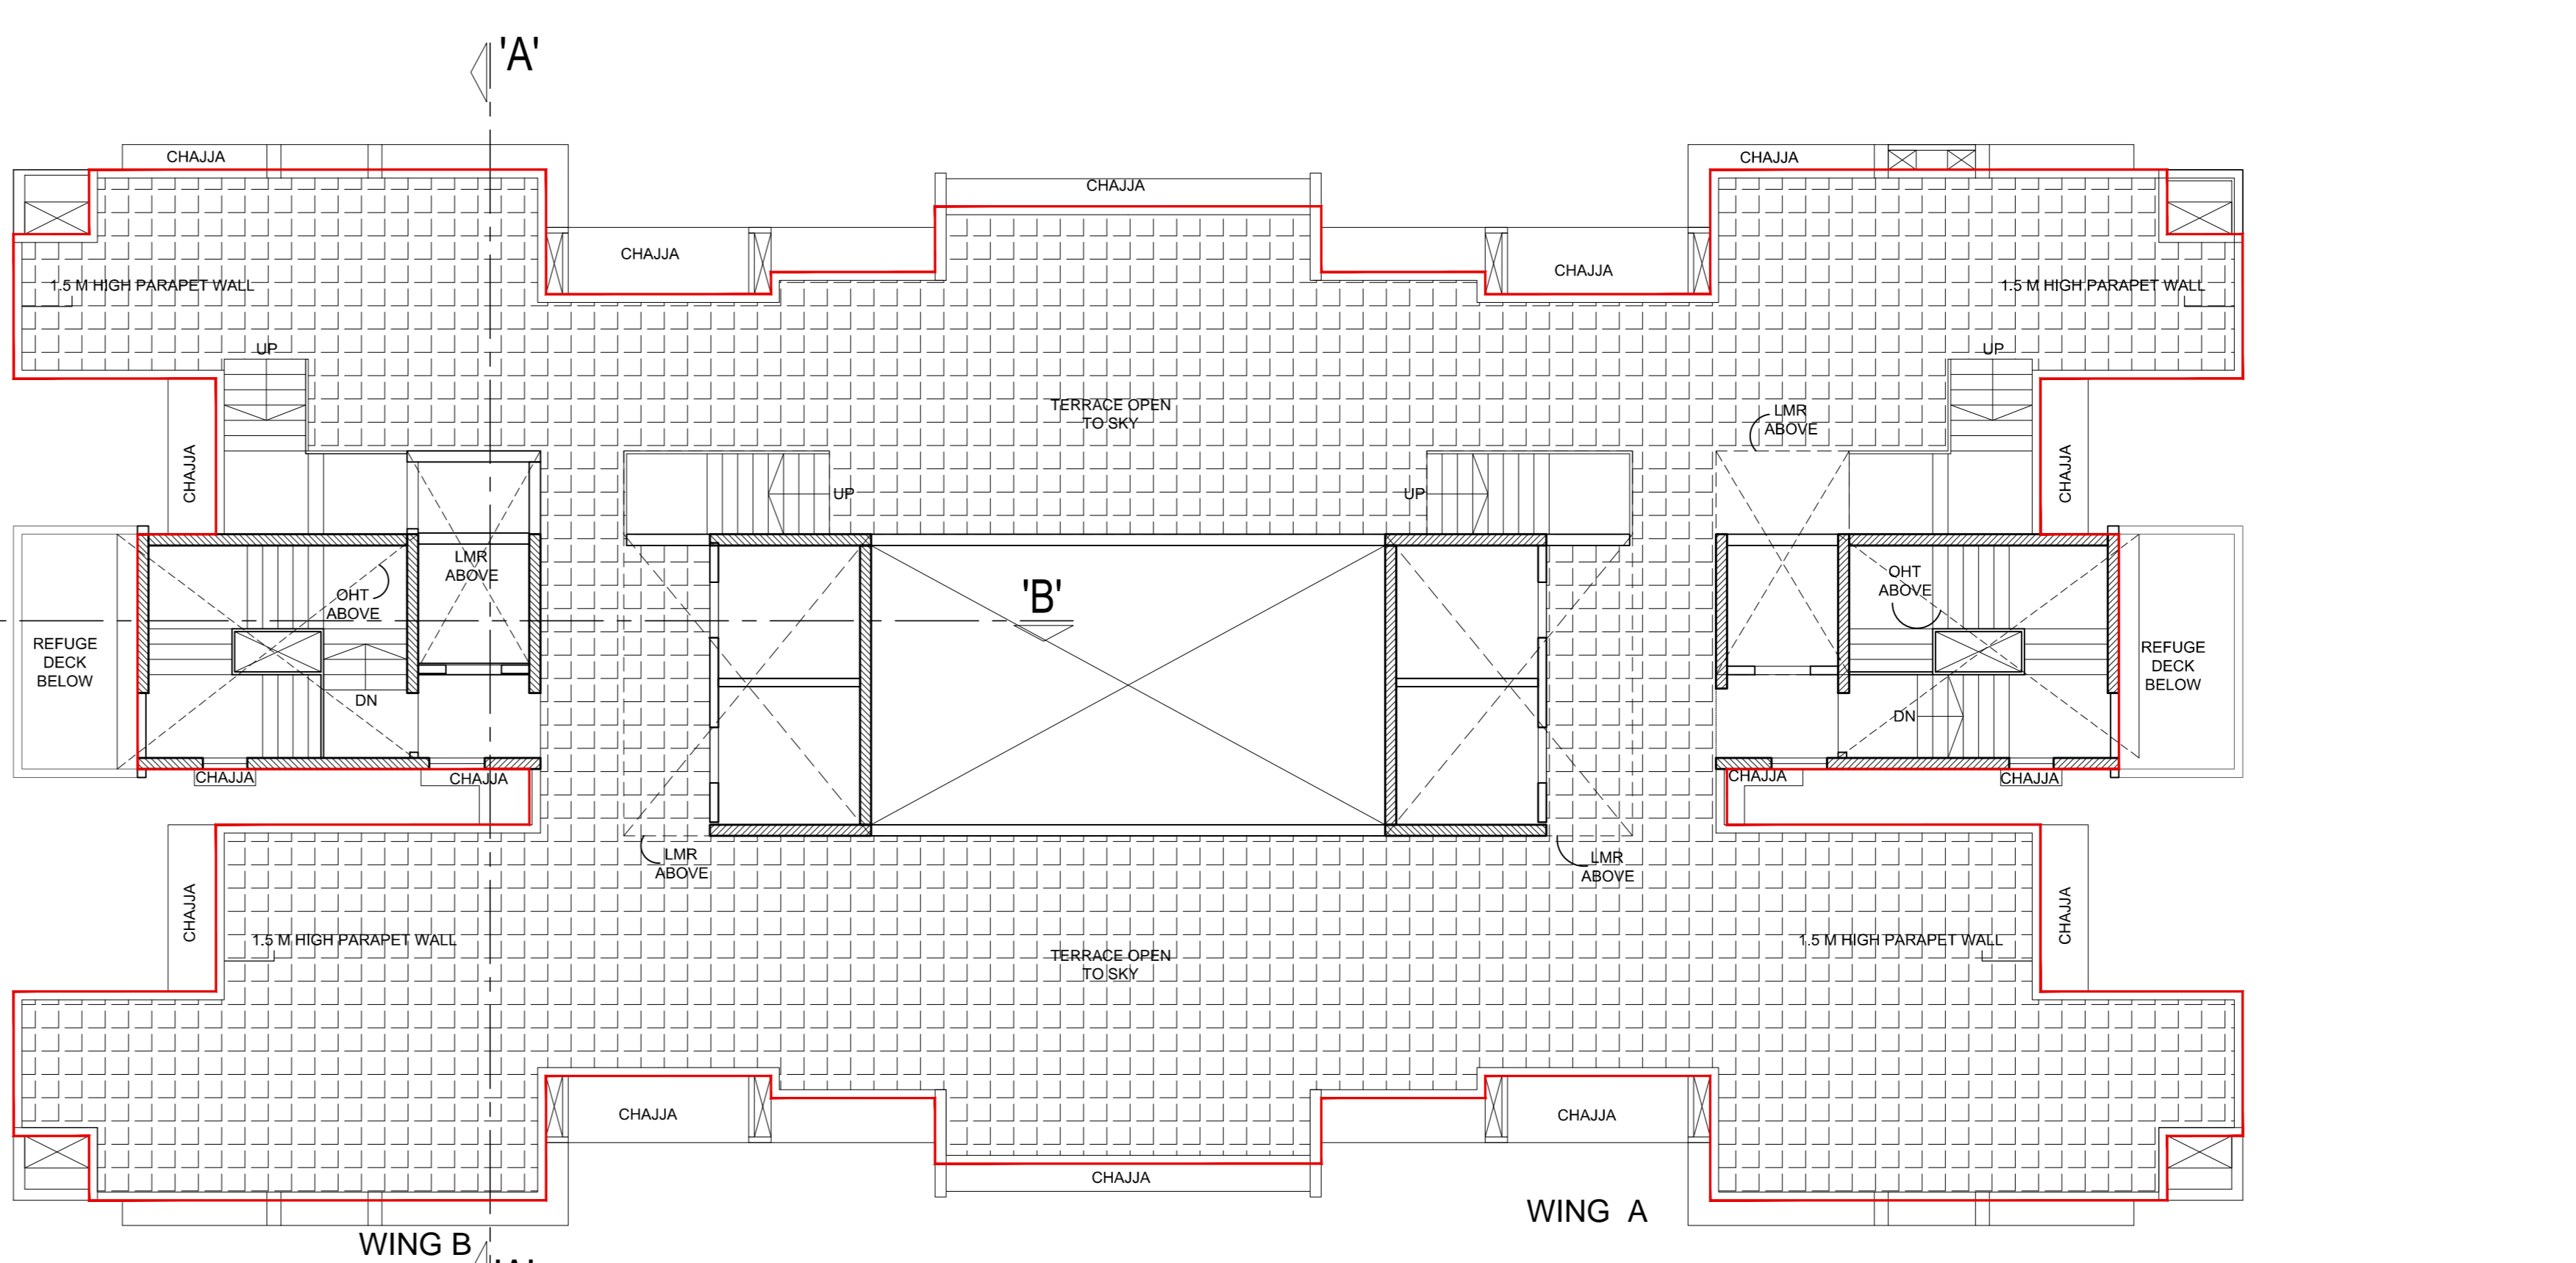 'A'
CHAJJA
CHAJJA
CHAJJA
CHAJJA
CHAJJA
1.5 M HIGH PARAPET WALL
1.5 M HIGH PARAPET WALL
UP
UP
TERRACE OPEN
TO SKY
LMR
ABOVE
CHAJJA
CHAJJA
UP
UP
LMR
ABOVE
OHT
ABOVE
'B'
OHT
ABOVE
REFUGE
DECK
BELOW
REFUGE
DECK
BELOW
DN
DN
CHAJJA
CHAJJA
CHAJJA
CHAJJA
LMR
ABOVE
LMR
ABOVE
CHAJJA
CHAJJA
1.5 M HIGH PARAPET WALL
1.5 M HIGH PARAPET WALL
TERRACE OPEN
TO SKY
CHAJJA
CHAJJA
CHAJJA
WING A
WING B